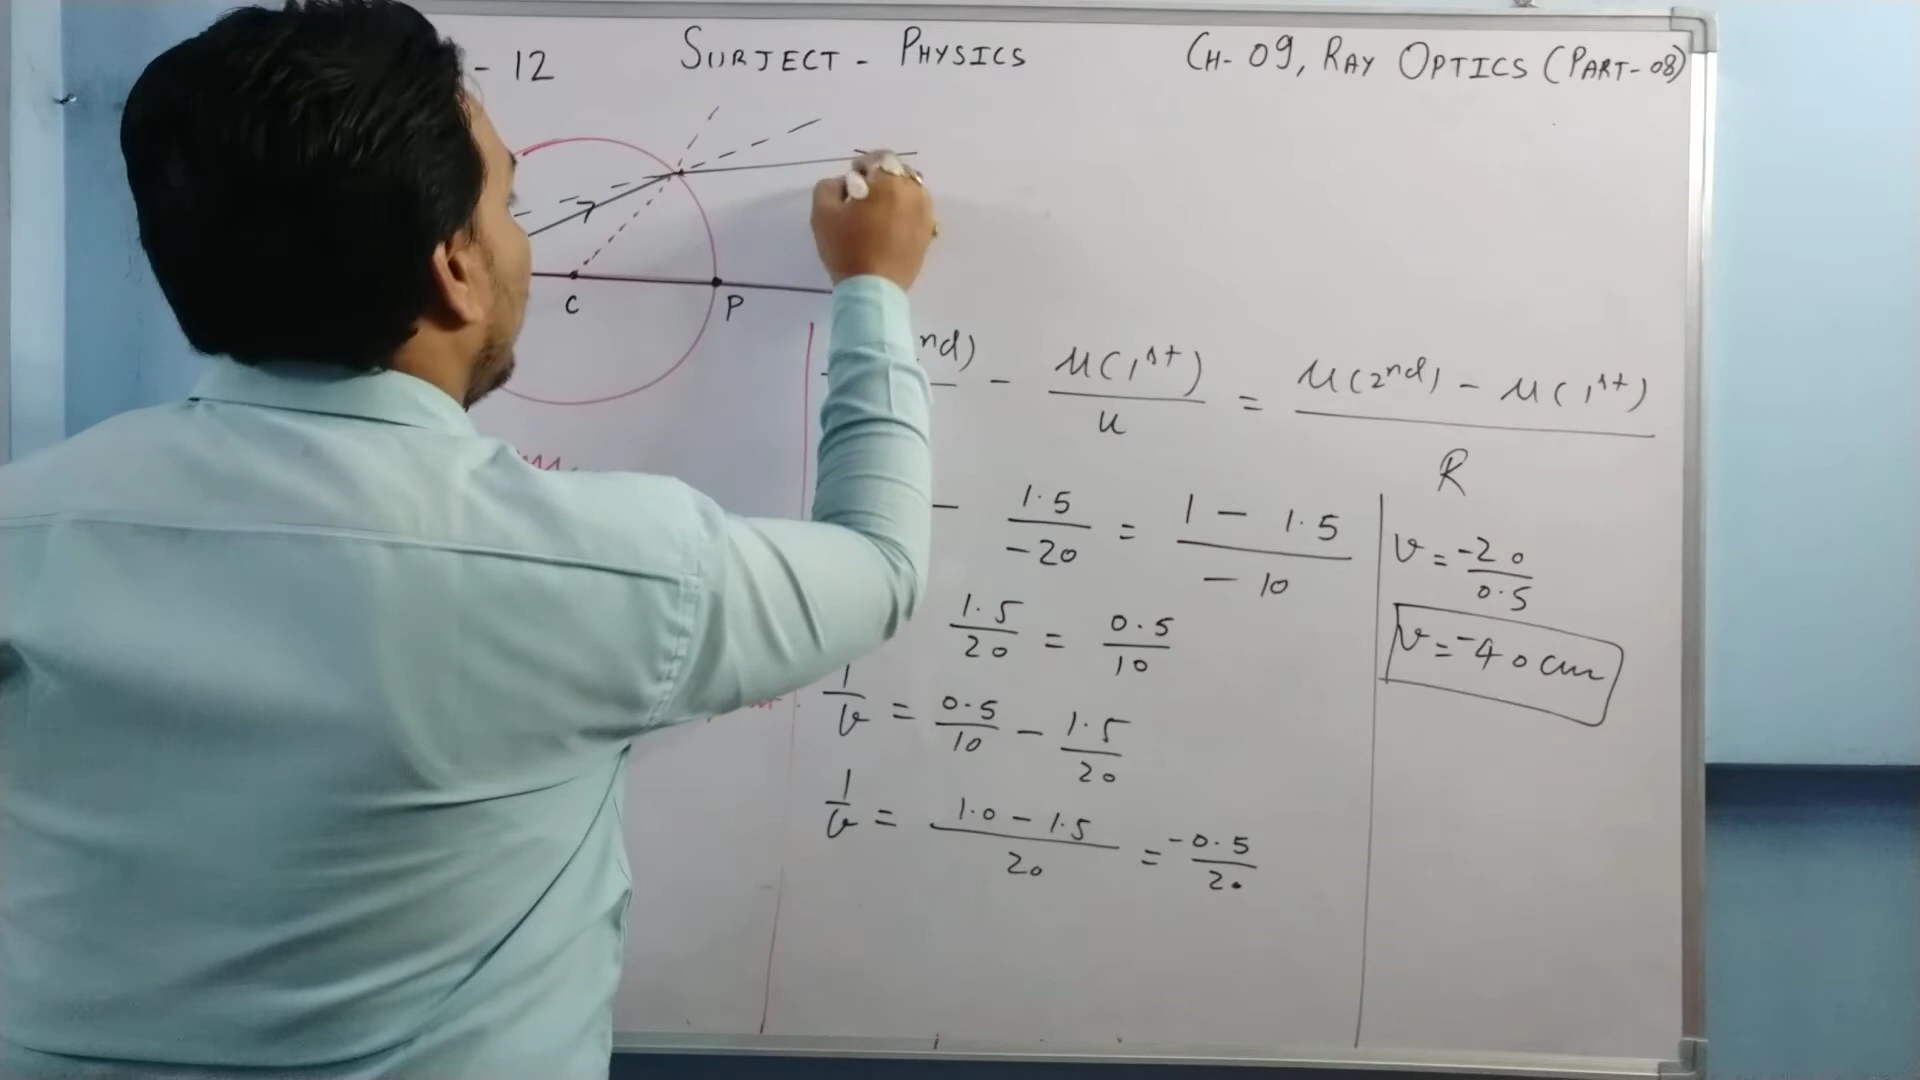 - 12 SUBJECT - PHYSICS CH- 09, RAY OPTICS (PART-08)
C P
nd) - μ(1st)/u = μ(2nd) - μ(1st)/R
- 1.5/-20 = 1 - 1.5/-10
1.5/20 = 0.5/10
1/v = 0.5/10 - 1.5/20
1/v = 1.0 - 1.5/20 = -0.5/20
v = -20/0.5
v = -40 cm